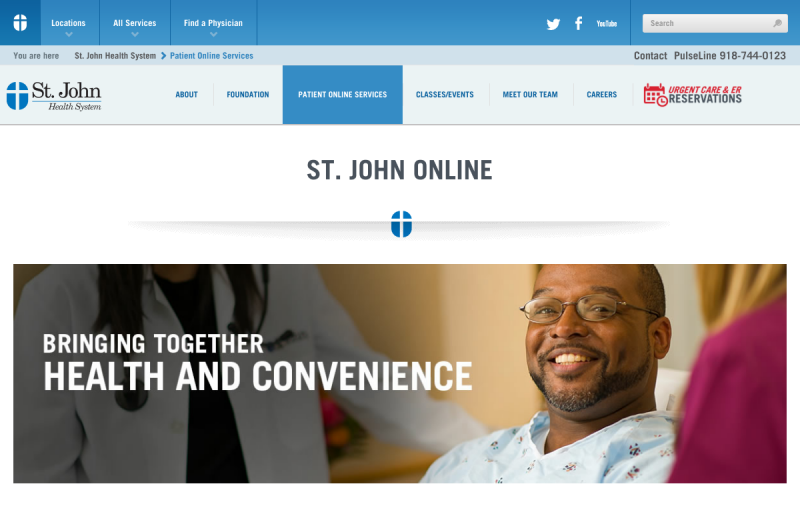 Locations
All Services
Find a Physician
YouTube
Search
You are here
St. John Health System
Patient Online Services
Contact PulseLine 918-744-0123
St. John
Health System
ABOUT
FOUNDATION
PATIENT ONLINE SERVICES
CLASSES/EVENTS
MEET OUR TEAM
CAREERS
URGENT CARE & ER
RESERVATIONS
ST. JOHN ONLINE
BRINGING TOGETHER
HEALTH AND CONVENIENCE